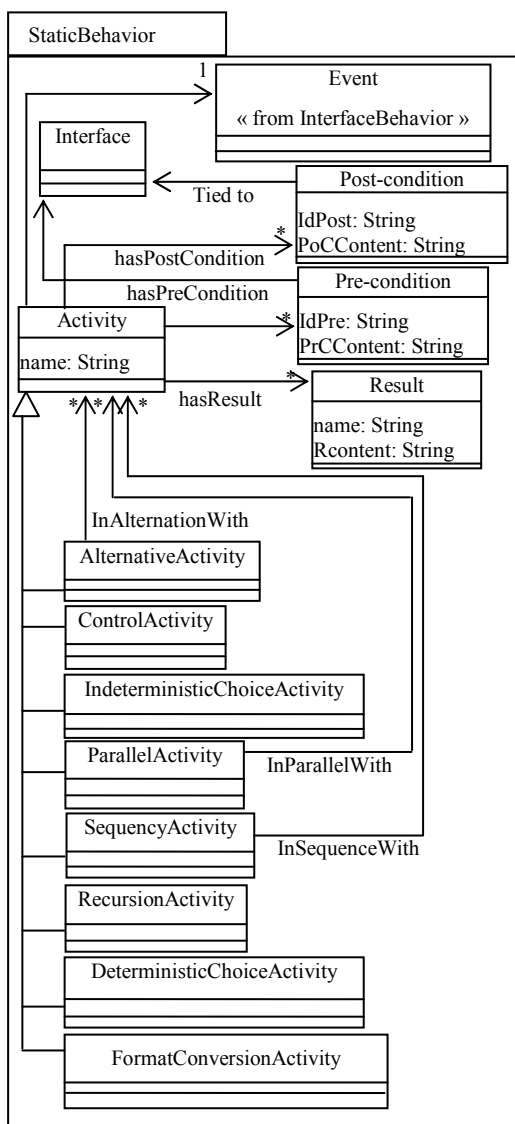 StaticBehavior
1
Event
« from InterfaceBehavior »
Interface
Tied to
Post-condition
IdPost: String
PoCContent: String
*
hasPostCondition
hasPreCondition
Pre-condition
IdPre: String
PrCContent: String
*
Activity
name: String
*
hasResult
Result
name: String
Rcontent: String
* * *
InAlternationWith
AlternativeActivity
ControlActivity
IndeterministicChoiceActivity
ParallelActivity
InParallelWith
SequencyActivity
InSequenceWith
RecursionActivity
DeterministicChoiceActivity
FormatConversionActivity